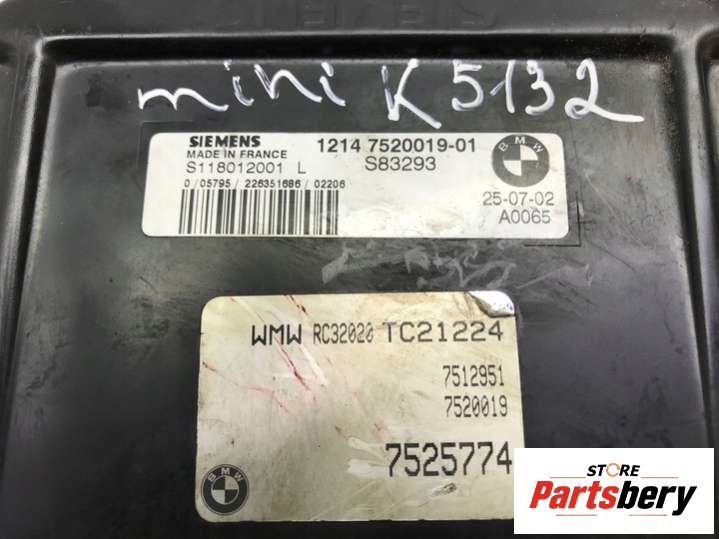 mini K5132
SIEMENS 1214 7520019-01
MADE IN FRANCE S83293
S118012001 L
0 / 05795 / 226351686 / 02206
BMW
25-07-02
A0065
WMW RC32020 TC21224
7512951
7520019
7525774
BMW
STORE
Partsbery